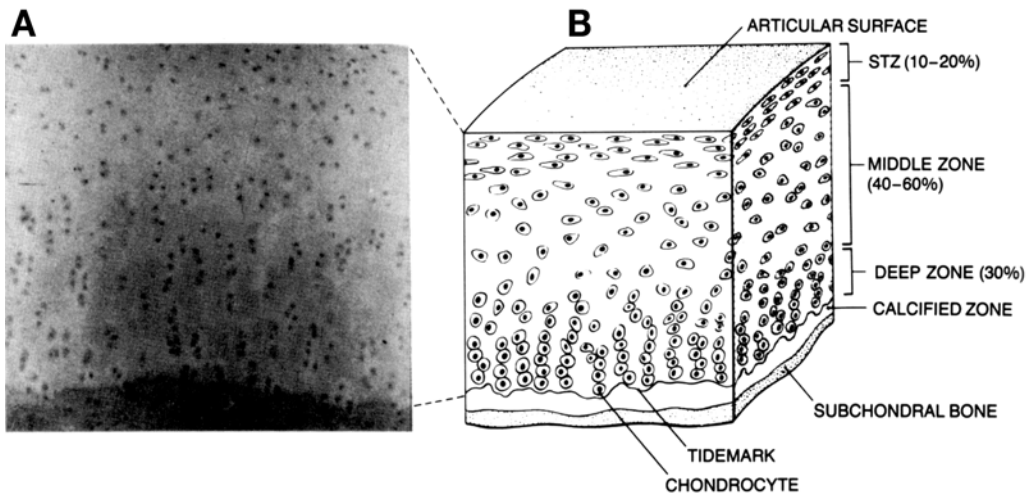 A
B
ARTICULAR SURFACE
STZ (10–20%)
MIDDLE ZONE
(40–60%)
DEEP ZONE (30%)
CALCIFIED ZONE
SUBCHONDRAL BONE
TIDEMARK
CHONDROCYTE